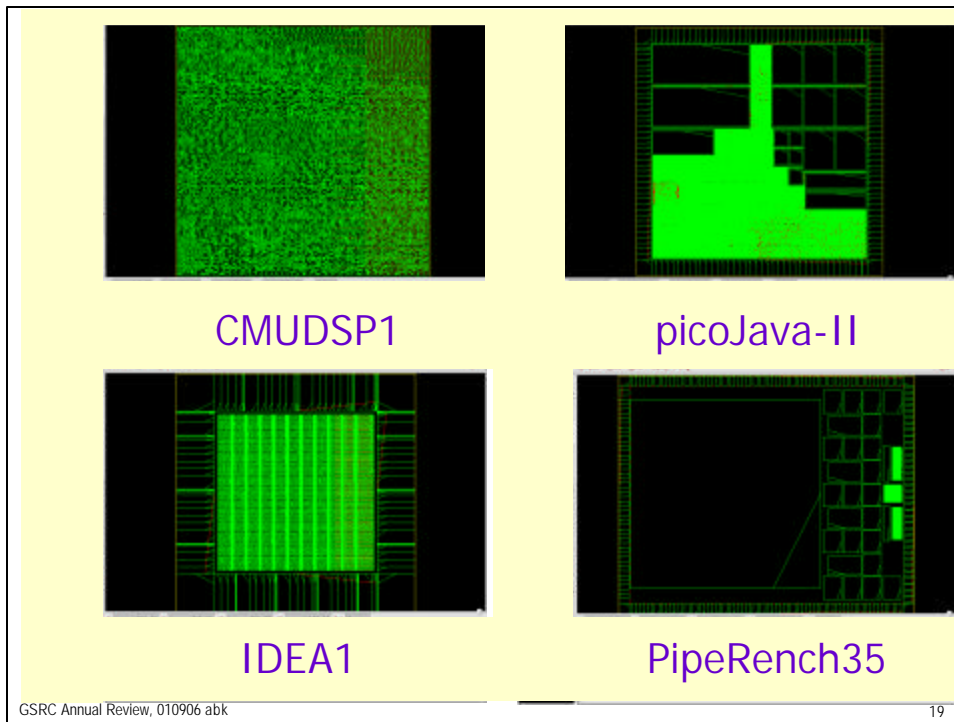 CMUDSP1
picoJava-II
IDEA1
PipeRench35
GSRC Annual Review, 010906 abk
19